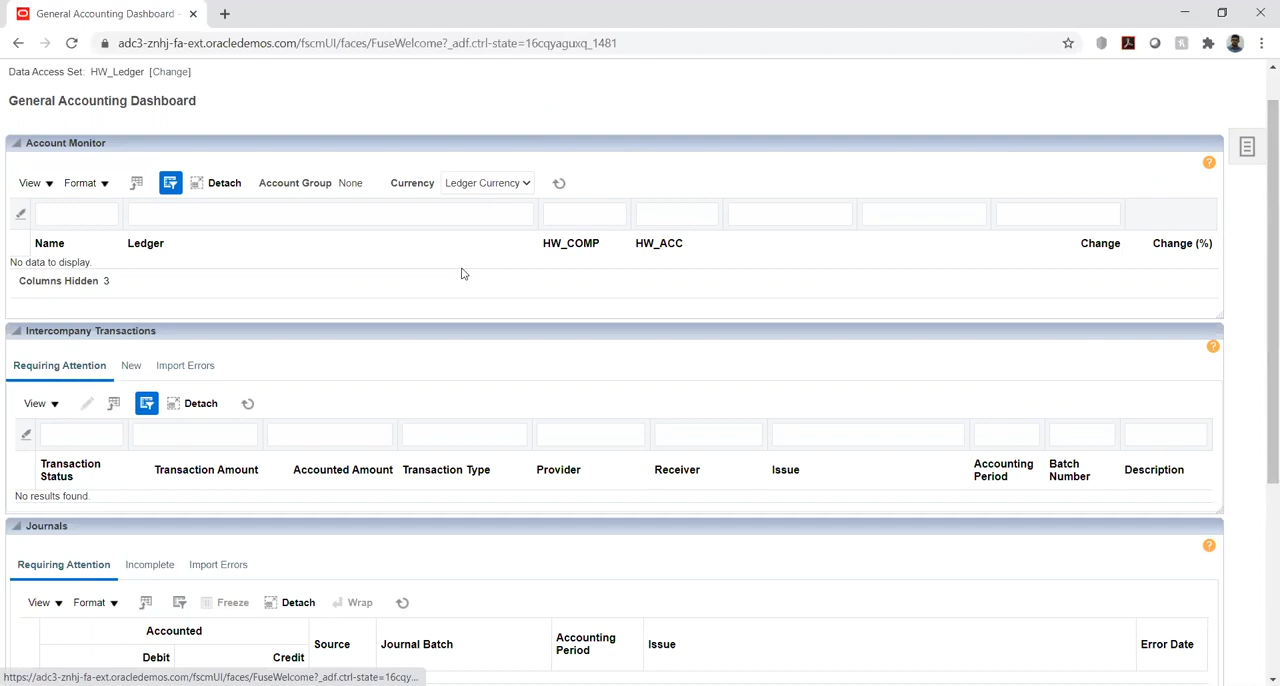 General Accounting Dashboard -
adc3-znhj-fa-ext.oracledemos.com/fscmUI/faces/FuseWelcome?_adf.ctrl-state=16cqyaguxq_1481
Data Access Set: HW_Ledger [Change]
General Accounting Dashboard
Account Monitor
View Format Detach Account Group None Currency Ledger Currency
Name Ledger HW_COMP HW_ACC Change Change (%)
No data to display.
Columns Hidden 3
Intercompany Transactions
Requiring Attention New Import Errors
View Detach
Transaction Status Transaction Amount Accounted Amount Transaction Type Provider Receiver Issue Accounting Period Batch Number Description
No results found.
Journals
Requiring Attention Incomplete Import Errors
View Format Freeze Detach Wrap
Accounted
Debit Credit Source Journal Batch Accounting Period Issue Error Date
https://adc3-znhj-fa-ext.oracledemos.com/fscmUI/faces/FuseWelcome?_adf.ctrl-state=16cqy...